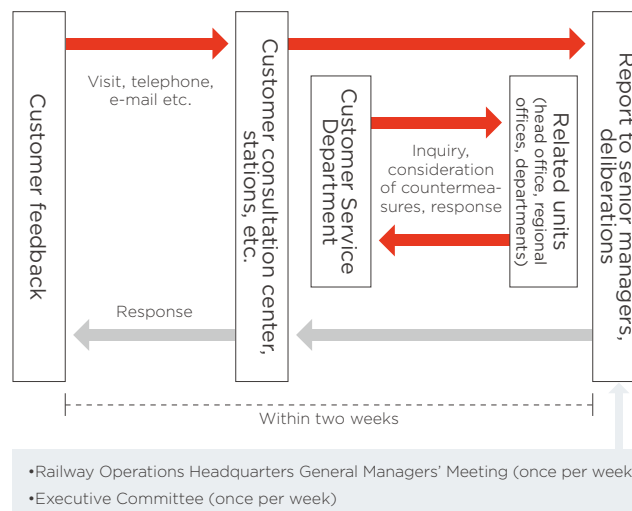 Customer feedback
Visit, telephone,
e-mail etc.
Response
Customer consultation center,
stations, etc.
Customer Service
Department
Inquiry,
consideration
of countermea-
sures, response
Related units
(head office, regional
offices, departments)
Report to senior managers,
deliberations
Within two weeks
•Railway Operations Headquarters General Managers' Meeting (once per week
•Executive Committee (once per week)